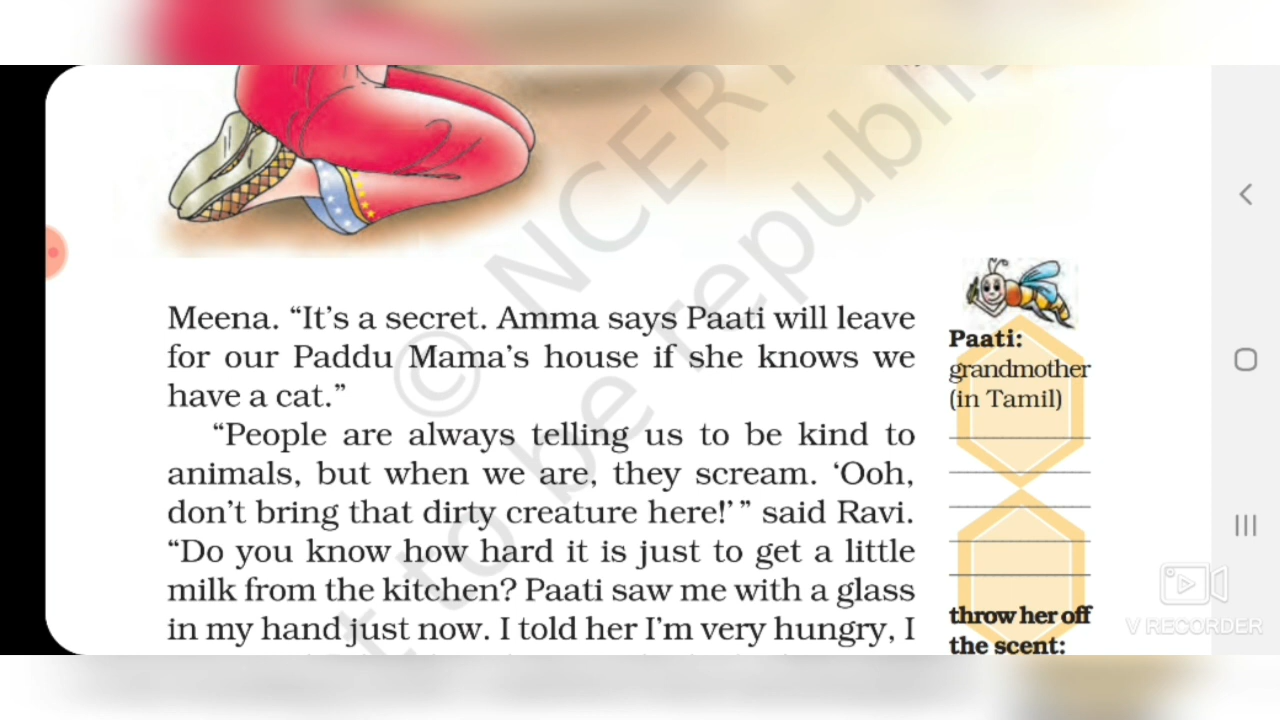 Meena. “It’s a secret. Amma says Paati will leave
for our Paddu Mama’s house if she knows we
have a cat.”
“People are always telling us to be kind to
animals, but when we are, they scream. ‘Ooh,
don’t bring that dirty creature here!’ ” said Ravi.
“Do you know how hard it is just to get a little
milk from the kitchen? Paati saw me with a glass
in my hand just now. I told her I’m very hungry, I
Paati:
grandmother
(in Tamil)
throw her off
the scent:
© NCERT
t to be republis
V RECORDER